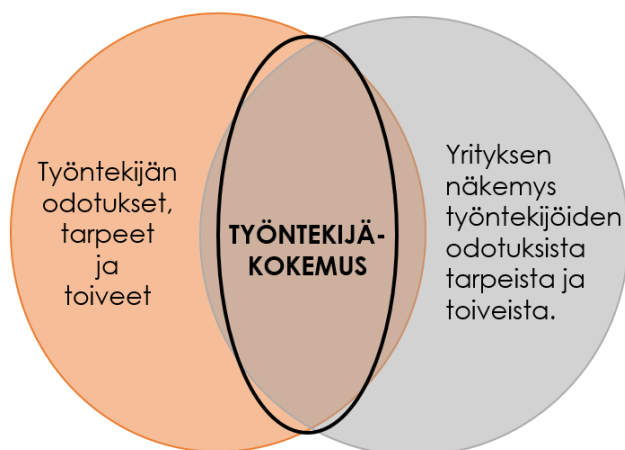 Työntekijän
odotukset,
tarpeet
ja
toiveet
TYÖNTEKIJÄ-
KOKEMUS
Yrityksen
näkemys
työntekijöiden
odotuksista
tarpeista ja
toiveista.